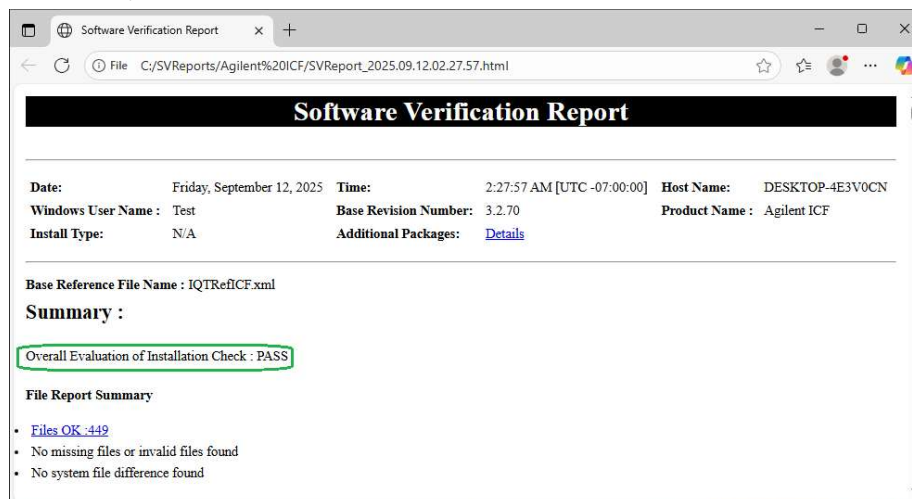 Software Verification Report
File C:/SVReports/Agilent%20ICF/SVReport_2025.09.12.02.27.57.html
Software Verification Report
Date: Friday, September 12, 2025 Time: 2:27:57 AM [UTC -07:00:00] Host Name: DESKTOP-4E3V0CN
Windows User Name : Test Base Revision Number: 3.2.70 Product Name : Agilent ICF
Install Type: N/A Additional Packages: Details
Base Reference File Name : IQTRefICF.xml
Summary :
Overall Evaluation of Installation Check : PASS
File Report Summary
Files OK :449
No missing files or invalid files found
No system file difference found